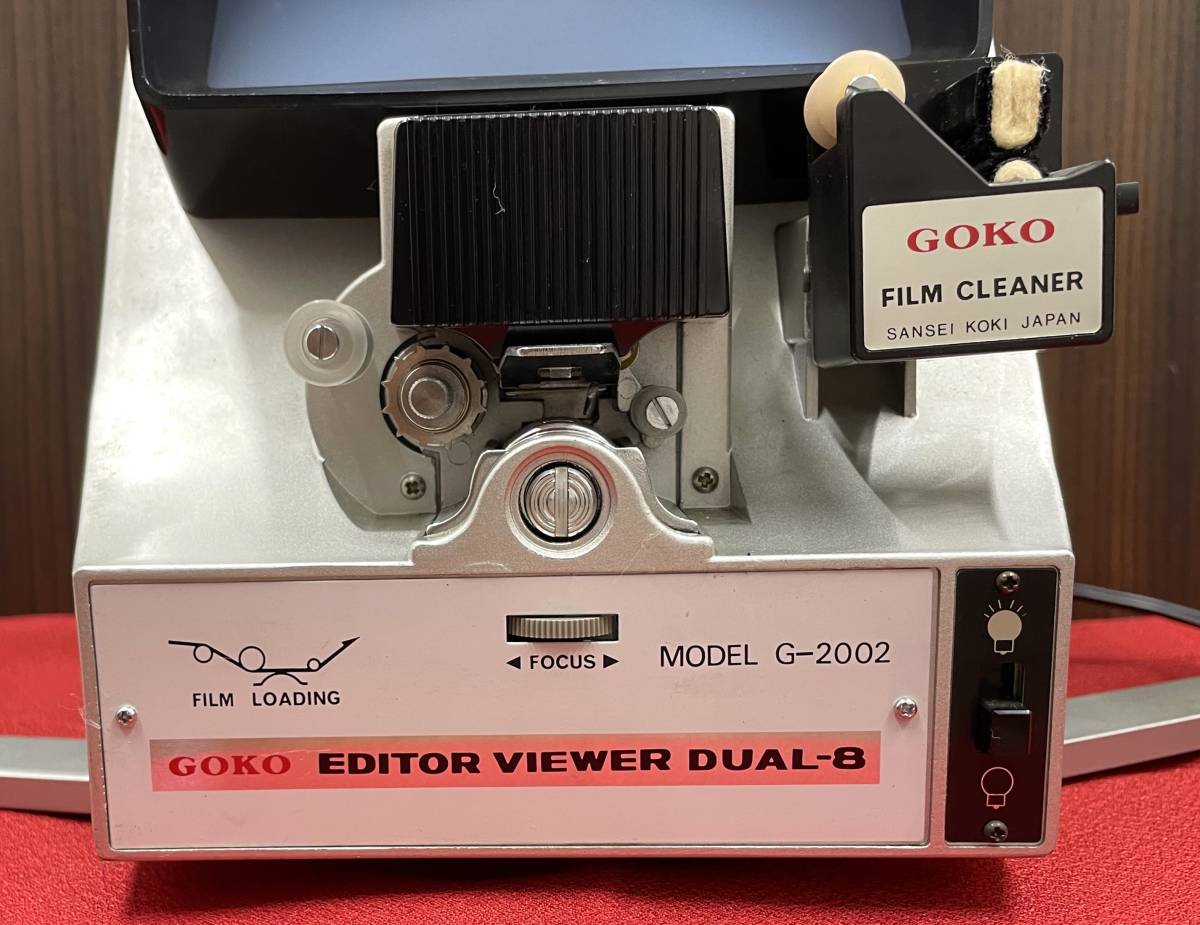 GOKO
FILM CLEANER
SANSEI KOKI JAPAN
◀ FOCUS ▶
MODEL G-2002
FILM LOADING
GOKO EDITOR VIEWER DUAL-8